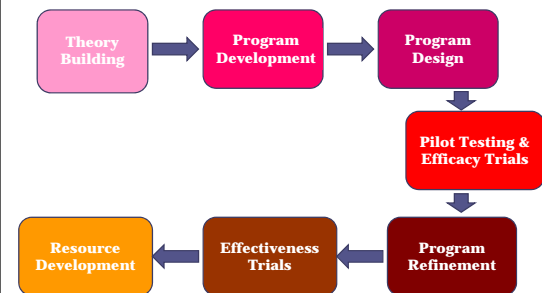 Theory
Building
Program
Development
Program
Design
Pilot Testing &
Efficacy Trials
Program
Refinement
Effectiveness
Trials
Resource
Development